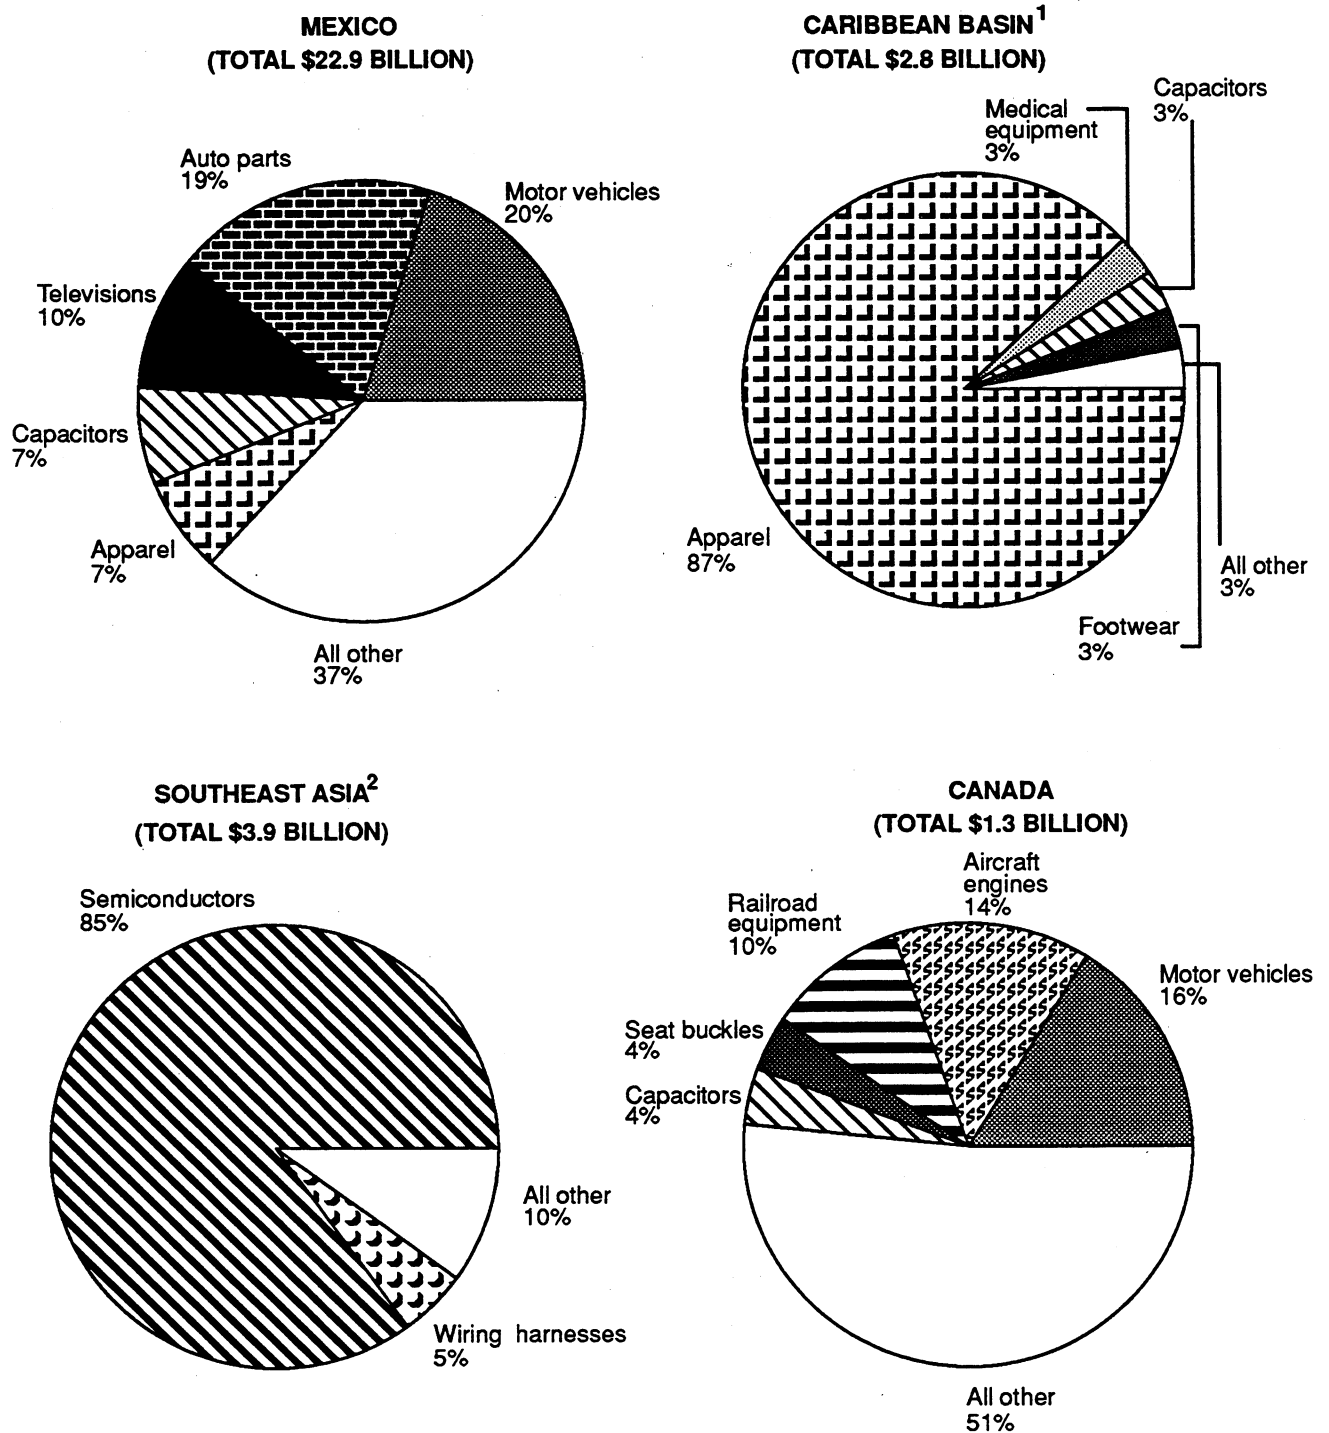 MEXICO
(TOTAL $22.9 BILLION)
Auto parts
19%
Motor vehicles
20%
Televisions
10%
Capacitors
7%
Apparel
7%
All other
37%
CARIBBEAN BASIN1
(TOTAL $2.8 BILLION)
Capacitors
3%
Medical
equipment
3%
Apparel
87%
All other
3%
Footwear
3%
SOUTHEAST ASIA2
(TOTAL $3.9 BILLION)
Semiconductors
85%
All other
10%
Wiring harnesses
5%
CANADA
(TOTAL $1.3 BILLION)
Aircraft
engines
14%
Railroad
equipment
10%
Motor vehicles
16%
Seat buckles
4%
Capacitors
4%
All other
51%